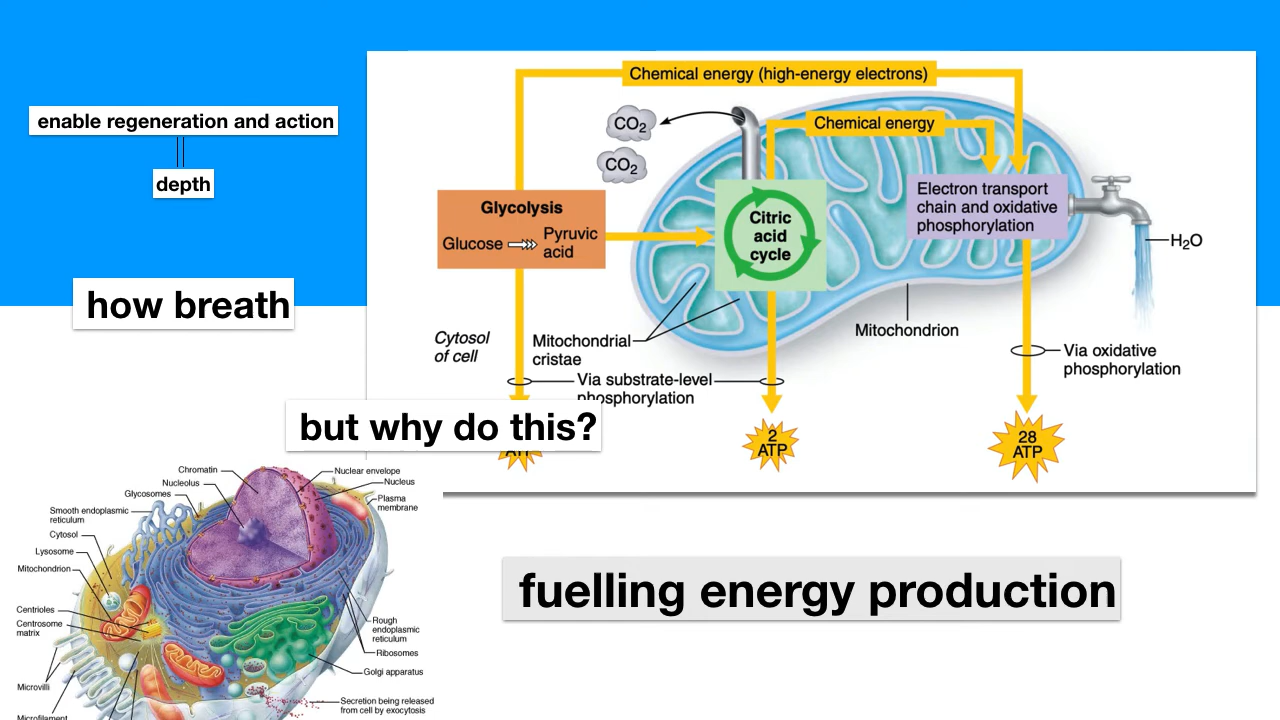 Chemical energy (high-energy electrons)
enable regeneration and action
depth
CO2
CO2
Chemical energy
Glycolysis
Glucose
Pyruvic
acid
Citric
acid
cycle
Electron transport
chain and oxidative
phosphorylation
H2O
how breath
Cytosol
of cell
Mitochondrial
cristae
Mitochondrion
Via substrate-level
phosphorylation
Via oxidative
phosphorylation
but why do this?
2
ATP
28
ATP
Chromatin
Nucleolus
Glycosomes
Smooth endoplasmic
reticulum
Cytosol
Lysosome
Mitochondrion
Centrioles
Centrosome
matrix
Microvilli
Microfilament
Nuclear envelope
Nucleus
Plasma
membrane
Rough
endoplasmic
reticulum
Ribosomes
Golgi apparatus
Secretion being released
from cell by exocytosis
fuelling energy production